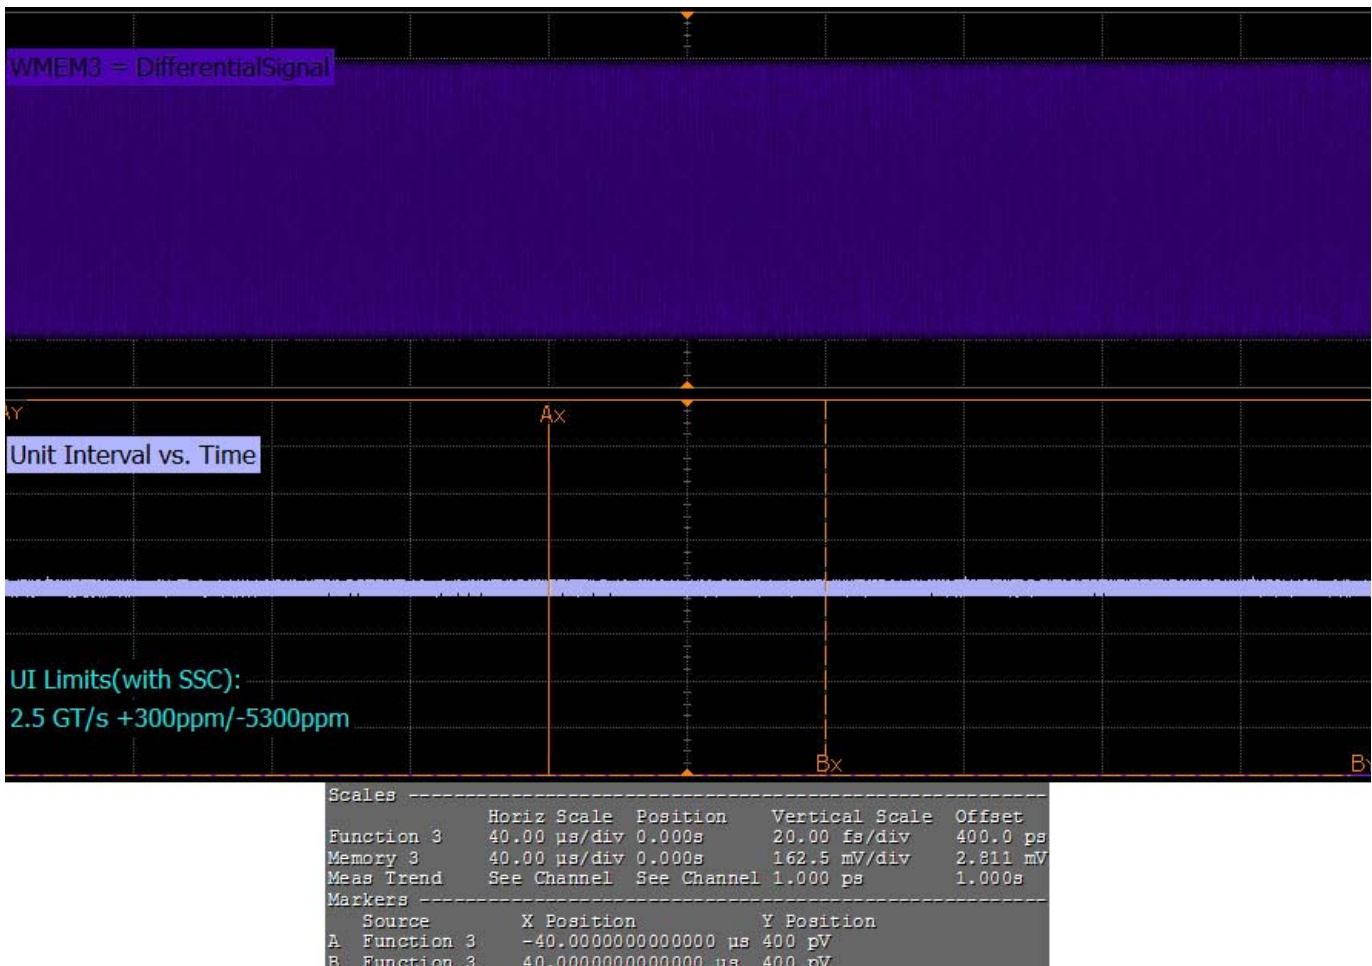 WMEM3 = DifferentialSignal
AY Ax
Unit Interval vs. Time
UI Limits(with SSC):
2.5 GT/s +300ppm/-5300ppm
Bx
Scales
Horiz Scale Position Vertical Scale Offset
Function 3 40.00 µs/div 0.000s 20.00 fs/div 400.0 ps
Memory 3 40.00 µs/div 0.000s 162.5 mV/div 2.811 mV
Meas Trend See Channel See Channel 1.000 ps 1.000s
Markers
Source X Position Y Position
A Function 3 -40.0000000000000 µs 400 pV
B Function 3 40.0000000000000 µs 400 pV